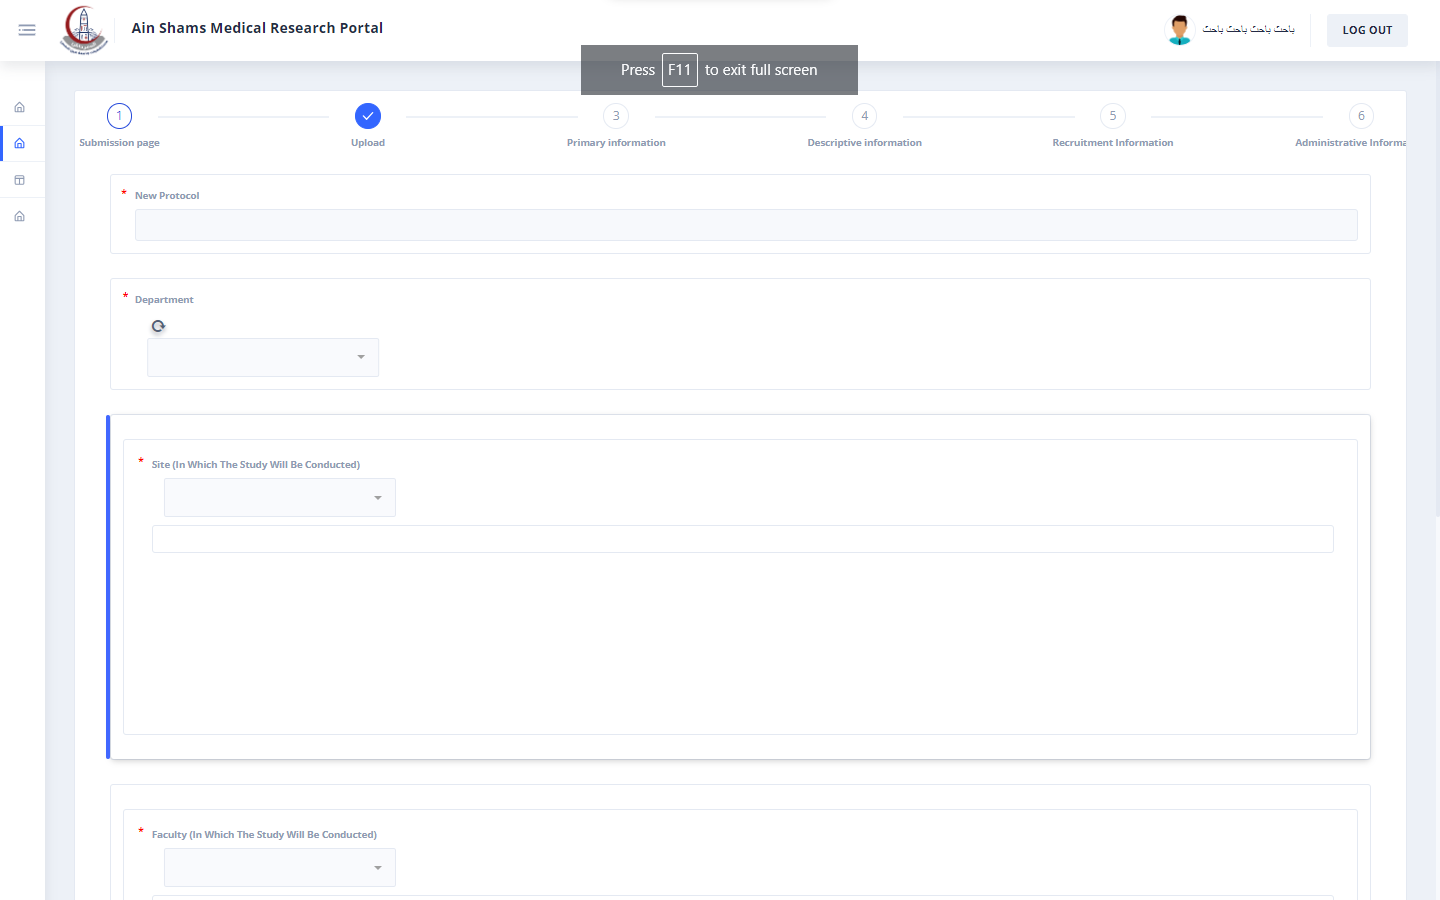 Ain Shams Medical Research Portal
باحث باحث باحث باحث
LOG OUT
Press F11 to exit full screen
1
3
4
5
6
Submission page
Upload
Primary information
Descriptive information
Recruitment Information
Administrative Informa
* New Protocol
* Department
* Site (In Which The Study Will Be Conducted)
* Faculty (In Which The Study Will Be Conducted)